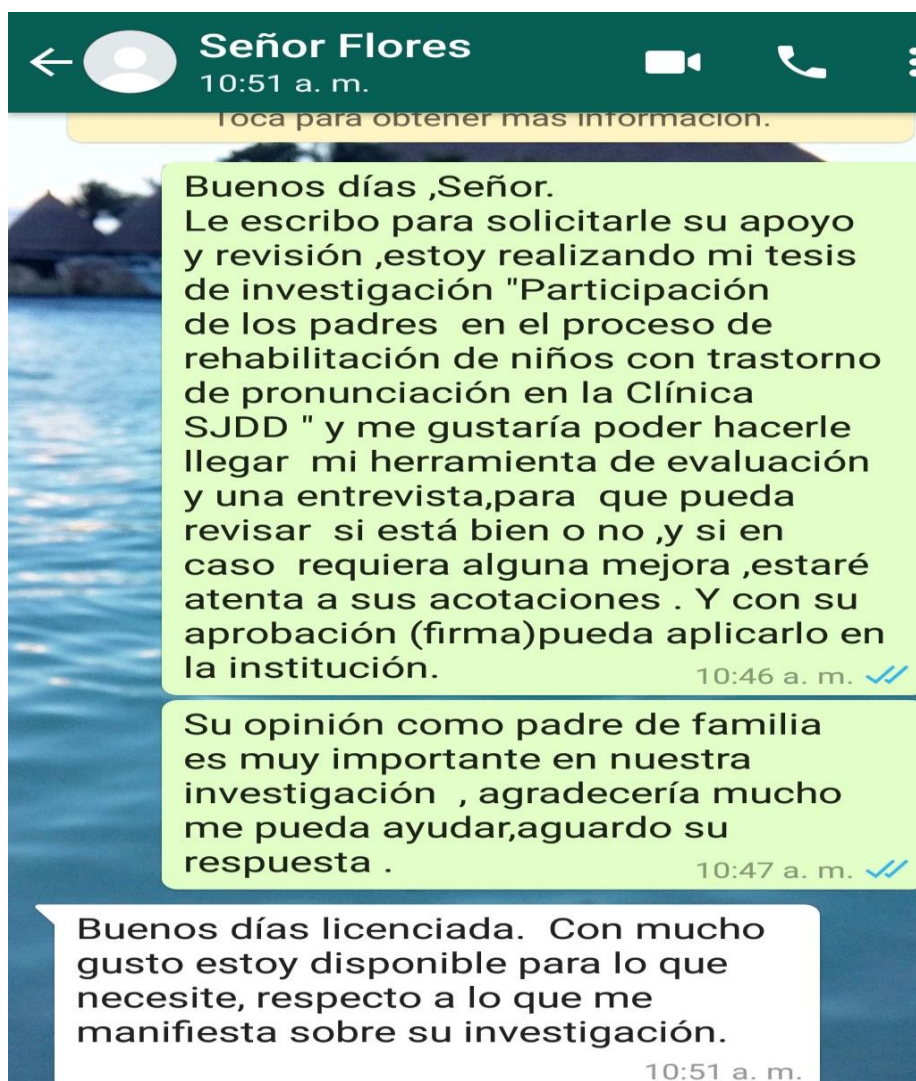 Señor Flores
10:51 a. m.
Toca para obtener más información.
Buenos días ,Señor.
Le escribo para solicitarle su apoyo
y revisión ,estoy realizando mi tesis
de investigación "Participación
de los padres en el proceso de
rehabilitación de niños con trastorno
de pronunciación en la Clínica
SJDD " y me gustaría poder hacerle
llegar mi herramienta de evaluación
y una entrevista,para que pueda
revisar si está bien o no ,y si en
caso requiera alguna mejora ,estaré
atenta a sus acotaciones . Y con su
aprobación (firma)pueda aplicarlo en
la institución.
10:46 a. m.
Su opinión como padre de familia
es muy importante en nuestra
investigación , agradecería mucho
me pueda ayudar,aguardo su
respuesta .
10:47 a. m.
Buenos días licenciada. Con mucho
gusto estoy disponible para lo que
necesite, respecto a lo que me
manifiesta sobre su investigación.
10:51 a. m.